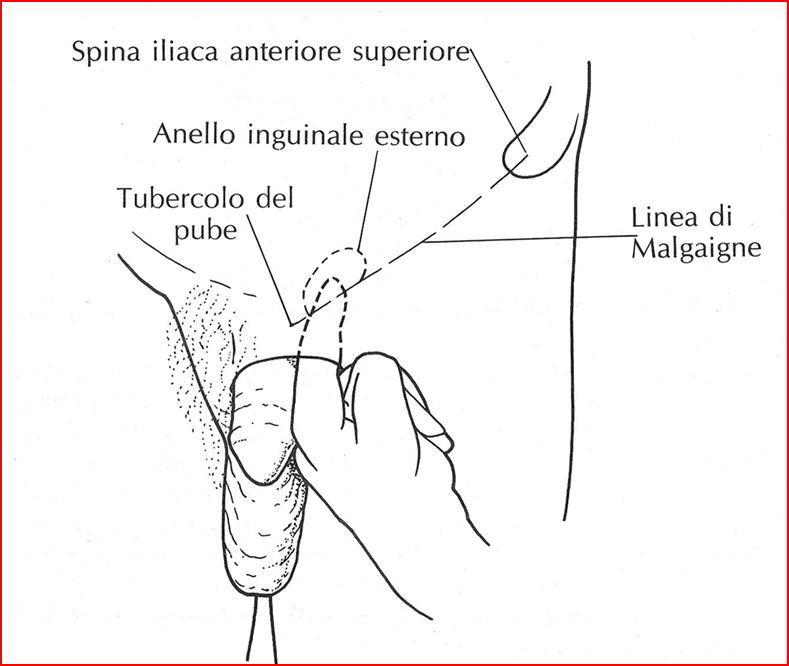 Spina iliaca anteriore superiore
Anello inguinale esterno
Tubercolo del
pube
Linea di
Malgaigne